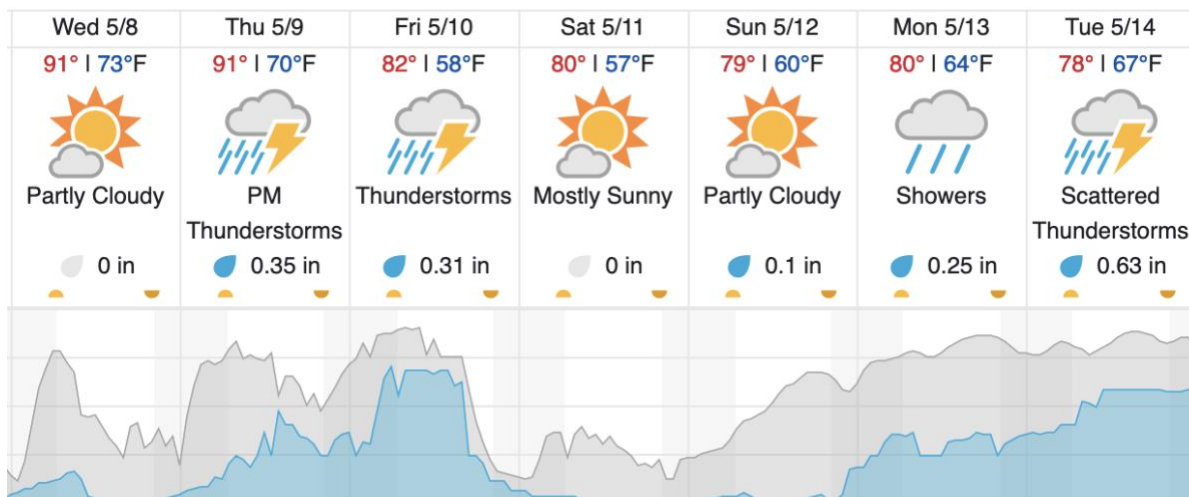 Wed 5/8 Thu 5/9 Fri 5/10 Sat 5/11 Sun 5/12 Mon 5/13 Tue 5/14
91° | 73°F 91° | 70°F 82° | 58°F 80° | 57°F 79° | 60°F 80° | 64°F 78° | 67°F
Partly Cloudy PM Thunderstorms Mostly Sunny Partly Cloudy Showers Scattered
Thunderstorms Thunderstorms
0 in 0.35 in 0.31 in 0 in 0.1 in 0.25 in 0.63 in